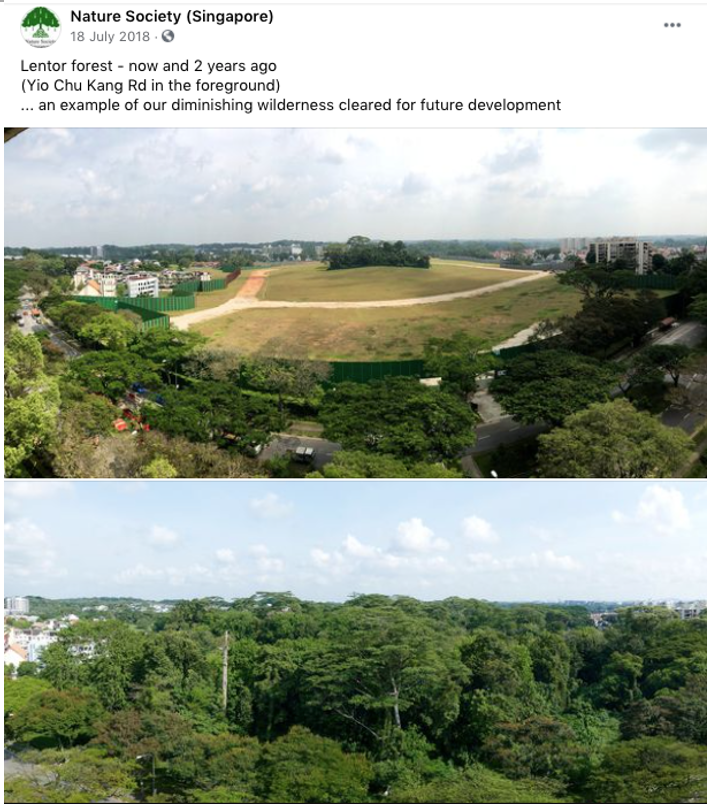 Nature Society (Singapore)
18 July 2018 ·
Lentor forest - now and 2 years ago
(Yio Chu Kang Rd in the foreground)
... an example of our diminishing wilderness cleared for future development